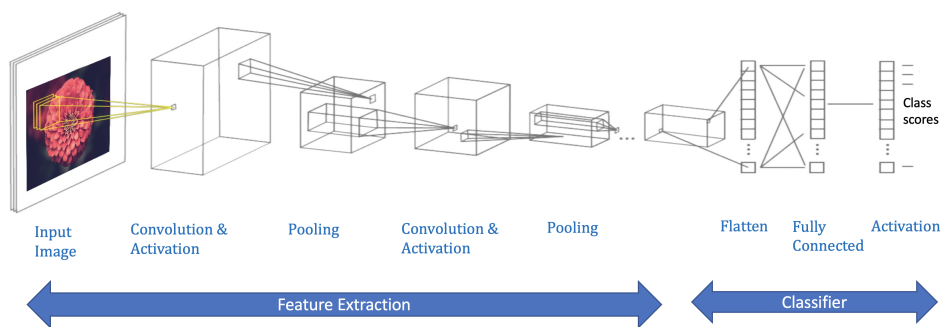 Class
scores
Input
Image
Convolution &
Activation
Pooling
Convolution &
Activation
Pooling
Flatten
Fully
Connected
Activation
Feature Extraction
Classifier